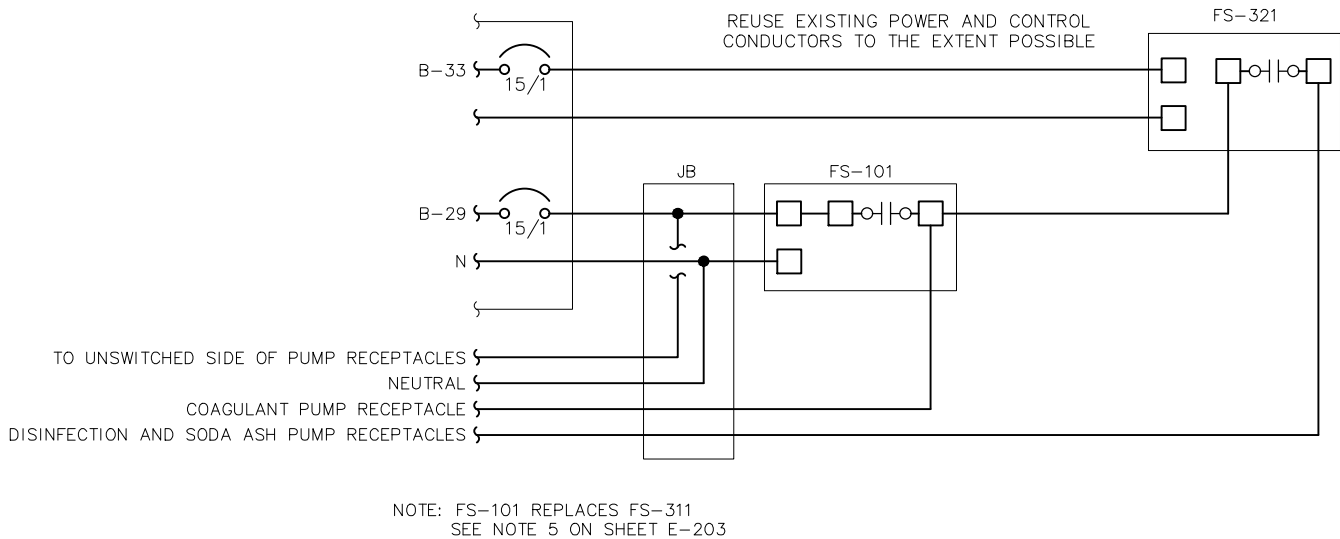 FS-321
REUSE EXISTING POWER AND CONTROL
CONDUCTORS TO THE EXTENT POSSIBLE
B-33
15/1
JB
FS-101
B-29
15/1
N
TO UNSWITCHED SIDE OF PUMP RECEPTACLES
NEUTRAL
COAGULANT PUMP RECEPTACLE
DISINFECTION AND SODA ASH PUMP RECEPTACLES
NOTE: FS-101 REPLACES FS-311
SEE NOTE 5 ON SHEET E-203